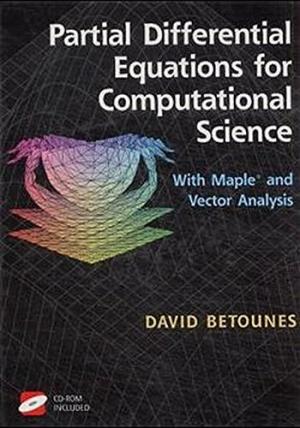 Partial Differential
Equations for
Computational
Science
With Maple® and
Vector Analysis
DAVID BETOUNES
CD-ROM
INCLUDED